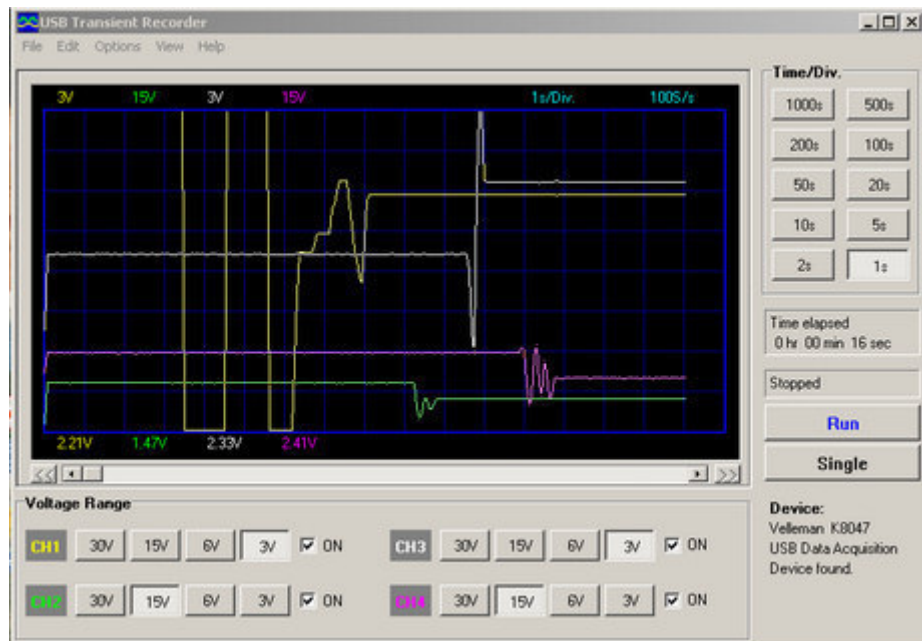 USB Transient Recorder
File Edit Options View Help
3V 15V 3V 15V 1s/Div. 100S/s
2.21V 1.47V 2.33V 2.41V
Time/Div.
1000s 500s
200s 100s
50s 20s
10s 5s
2s 1s
Time elapsed
0 hr 00 min 16 sec
Stopped
Run
Single
Device:
Velleman K8047
USB Data Acquisition
Device found.
Voltage Range
CH1 30V 15V 6V 3V ON
CH3 30V 15V 6V 3V ON
CH2 30V 15V 6V 3V ON
CH4 30V 15V 6V 3V ON